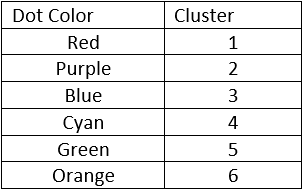 Dot Color Cluster
Red 1
Purple 2
Blue 3
Cyan 4
Green 5
Orange 6